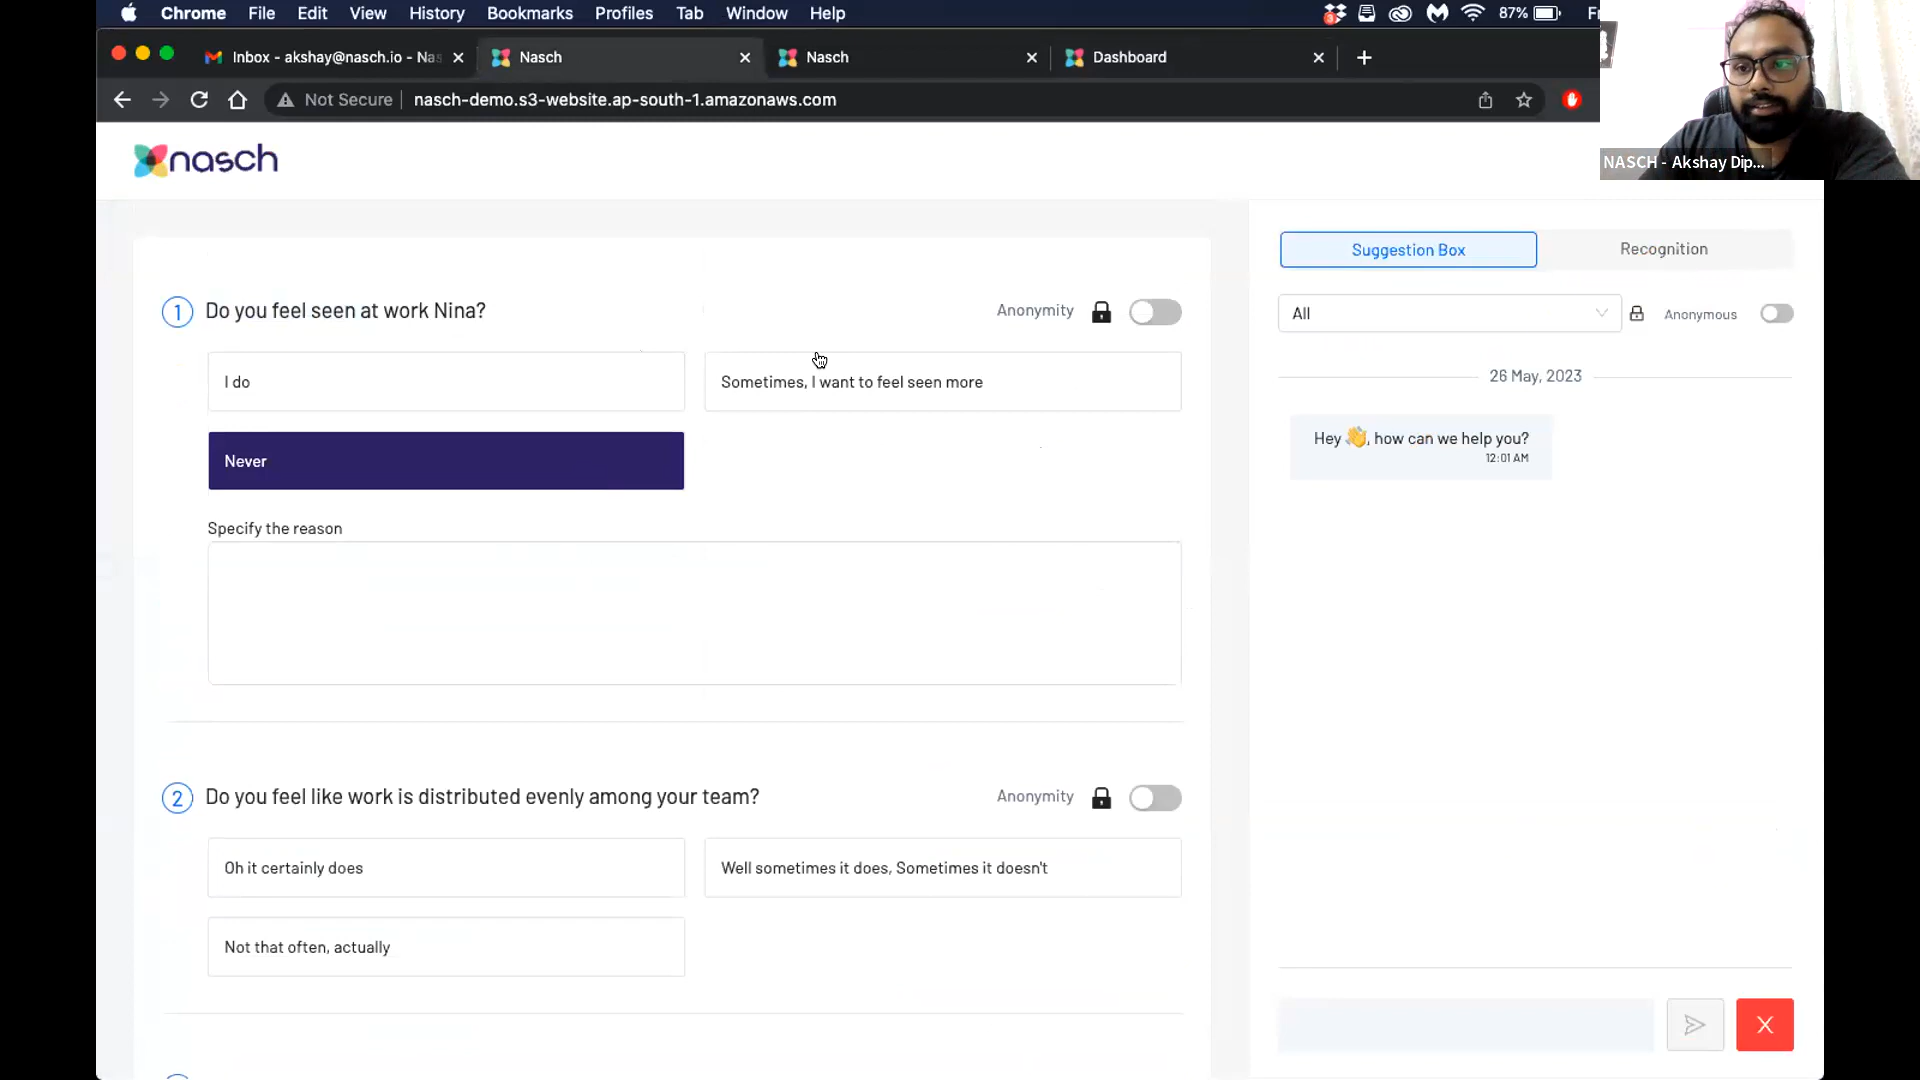 Chrome File Edit View History Bookmarks Profiles Tab Window Help
3 87%
Inbox - akshay@nasch.io - Nas
Nasch
Nasch
Dashboard
Not Secure
nasch-demo.s3-website.ap-south-1.amazonaws.com
NASCH - Akshay Dip...
nasch
1 Do you feel seen at work Nina?
Anonymity
I do
Sometimes, I want to feel seen more
Never
Specify the reason
2 Do you feel like work is distributed evenly among your team?
Anonymity
Oh it certainly does
Well sometimes it does, Sometimes it doesn't
Not that often, actually
Suggestion Box
Recognition
All
Anonymous
26 May, 2023
Hey 👋, how can we help you?
12:01 AM
X